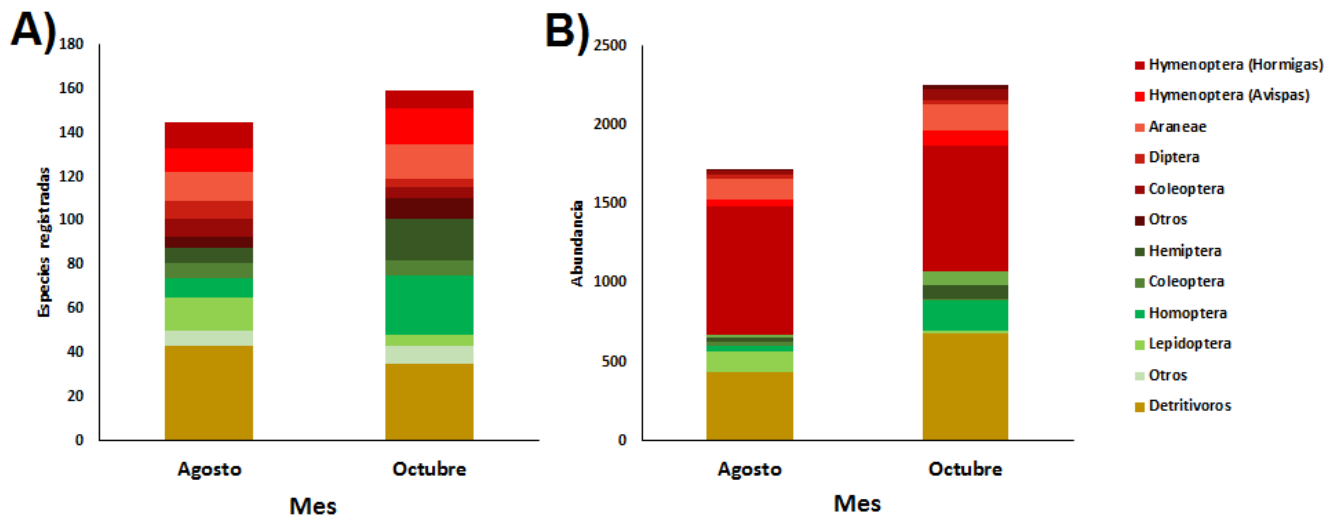 A)
180
160
140
120
100
80
60
40
20
0
Especies registradas
Agosto
Octubre
Mes
B)
2500
2000
1500
1000
500
0
Abundancia
Agosto
Octubre
Mes
Hymenoptera (Hormigas)
Hymenoptera (Avispas)
Araneae
Diptera
Coleoptera
Otros
Hemiptera
Coleoptera
Homoptera
Lepidoptera
Otros
Detritivoros